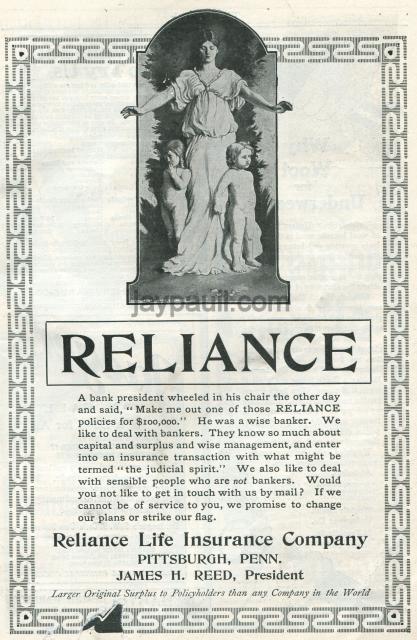 jaypaull.com
RELIANCE
A bank president wheeled in his chair the other day
and said, "Make me out one of those RELIANCE
policies for $100,000." He was a wise banker. We
like to deal with bankers. They know so much about
capital and surplus and wise management, and enter
into an insurance transaction with what might be
termed "the judicial spirit." We also like to deal
with sensible people who are not bankers. Would
you not like to get in touch with us by mail? If we
cannot be of service to you, we promise to change
our plans or strike our flag.
Reliance Life Insurance Company
PITTSBURGH, PENN.
JAMES H. REED, President
Larger Original Surplus to Policyholders than any Company in the World